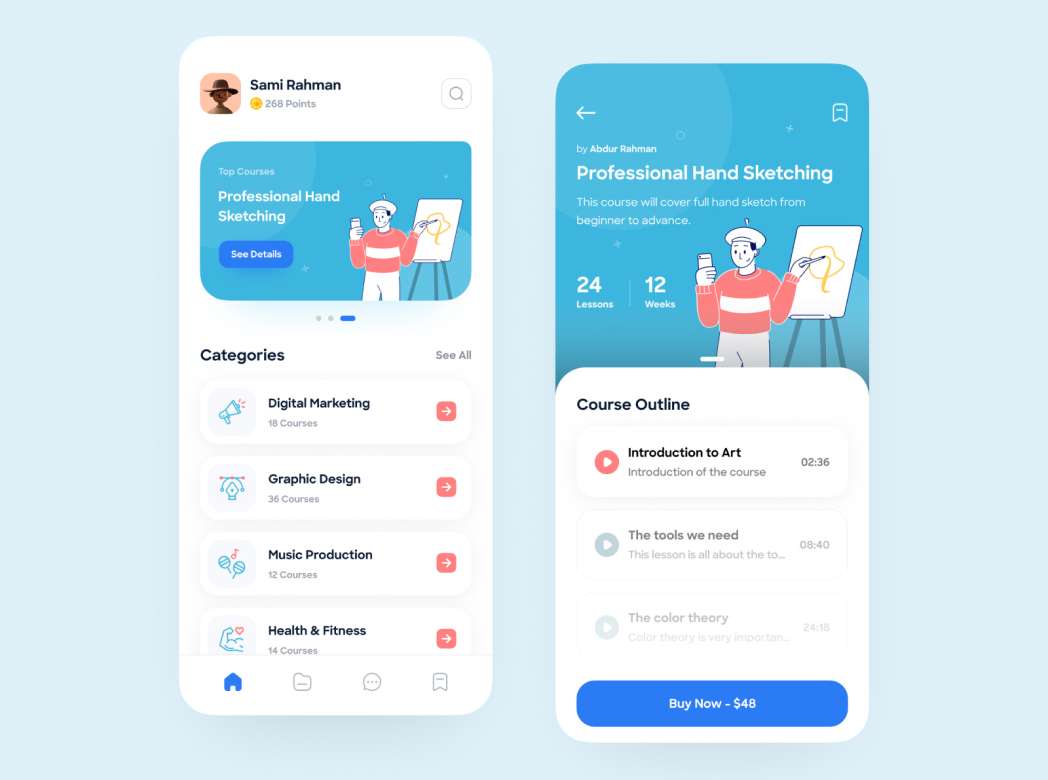 Sami Rahman
268 Points
Top Courses
Professional Hand
Sketching
See Details
Categories
See All
Digital Marketing
18 Courses
Graphic Design
36 Courses
Music Production
12 Courses
Health & Fitness
14 Courses
by Abdur Rahman
Professional Hand Sketching
This course will cover full hand sketch from
beginner to advance.
24
Lessons
12
Weeks
Course Outline
Introduction to Art
Introduction of the course
02:36
The tools we need
This lesson is all about the to...
08:40
The color theory
Color theory is very importan...
24:18
Buy Now - $48